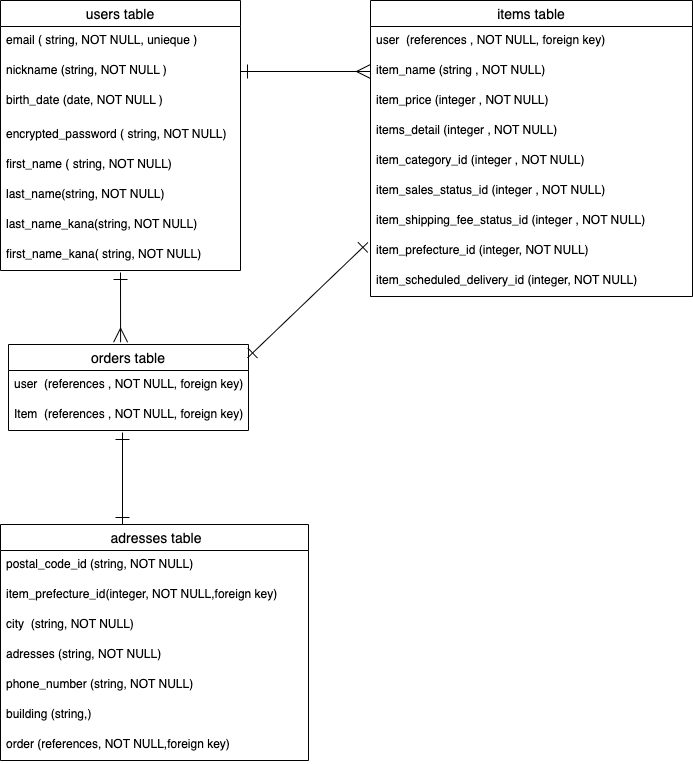 users table
email ( string, NOT NULL, unieque )
nickname (string, NOT NULL )
birth_date (date, NOT NULL )
encrypted_password ( string, NOT NULL)
first_name ( string, NOT NULL)
last_name(string, NOT NULL)
last_name_kana(string, NOT NULL)
first_name_kana( string, NOT NULL)
items table
user  (references , NOT NULL, foreign key)
item_name (string , NOT NULL)
item_price (integer , NOT NULL)
items_detail (integer , NOT NULL)
item_category_id (integer , NOT NULL)
item_sales_status_id (integer , NOT NULL)
item_shipping_fee_status_id (integer , NOT NULL)
item_prefecture_id (integer, NOT NULL)
item_scheduled_delivery_id (integer, NOT NULL)
orders table
user  (references , NOT NULL, foreign key)
Item  (references , NOT NULL, foreign key)
adresses table
postal_code_id (string, NOT NULL)
item_prefecture_id(integer, NOT NULL,foreign key)
city  (string, NOT NULL)
adresses (string, NOT NULL)
phone_number (string, NOT NULL)
building (string,)
order (references, NOT NULL,foreign key)